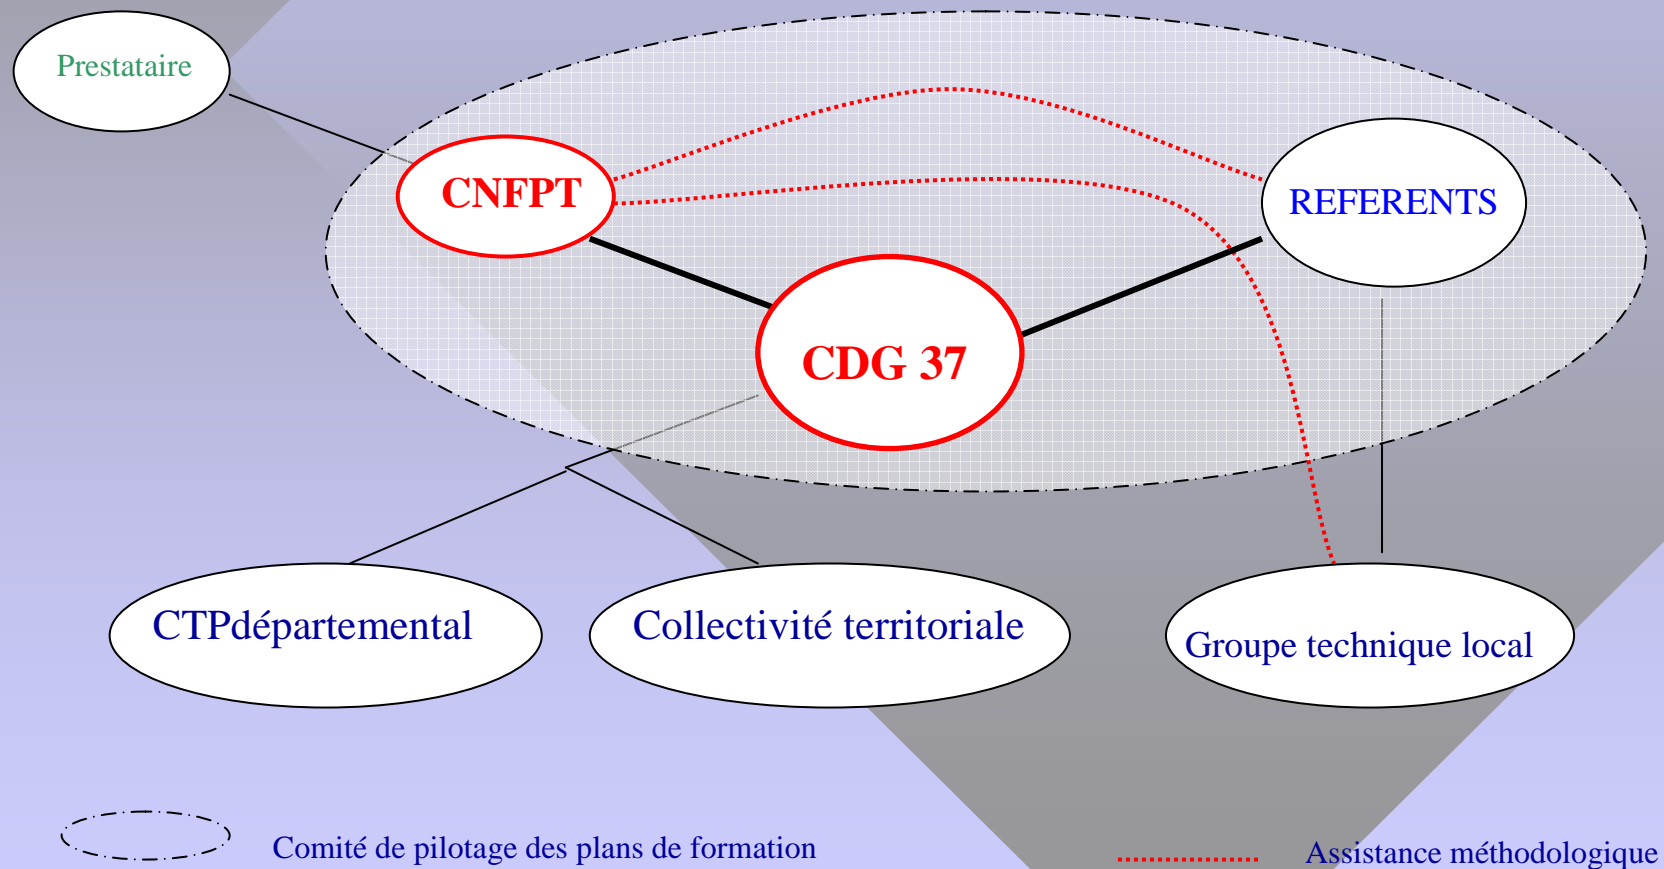 Prestataire
CNFPT
REFERENTS
CDG 37
CTPdépartemental
Collectivité territoriale
Groupe technique local
Comité de pilotage des plans de formation
Assistance méthodologique